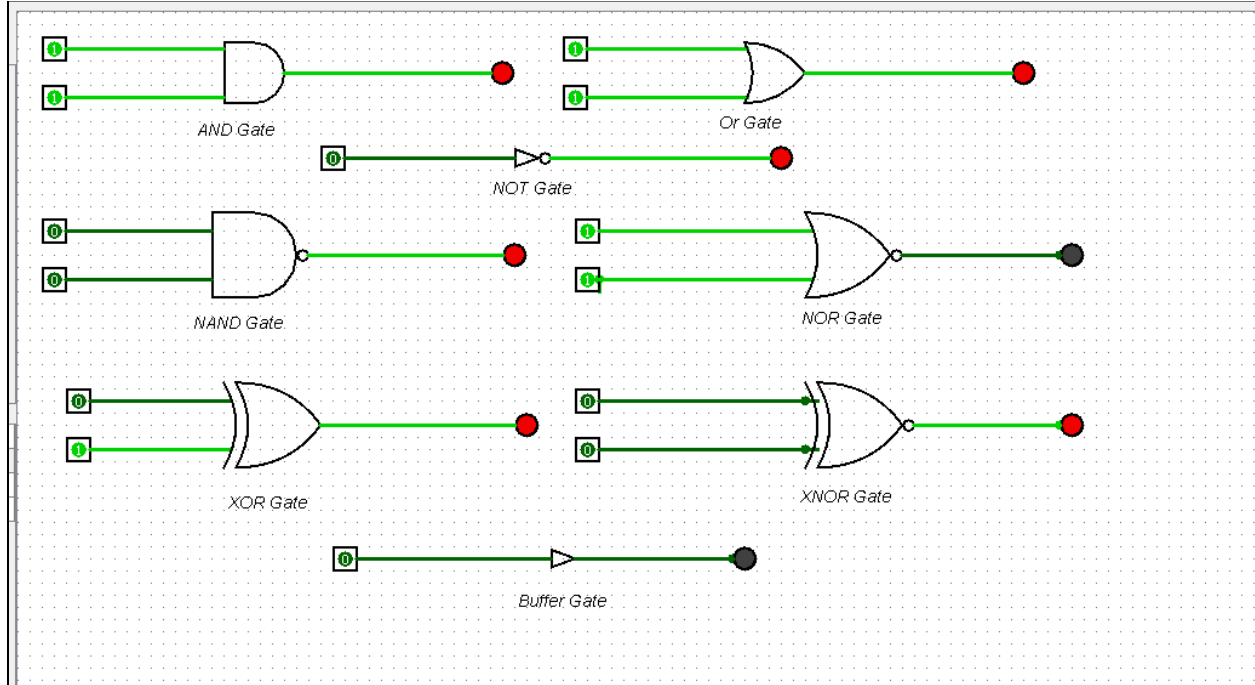 1 1
1 1
AND Gate Or Gate
0
NOT Gate
0 1
0 1
NAND Gate NOR Gate
0 0
1 0
XOR Gate XNOR Gate
0
Buffer Gate